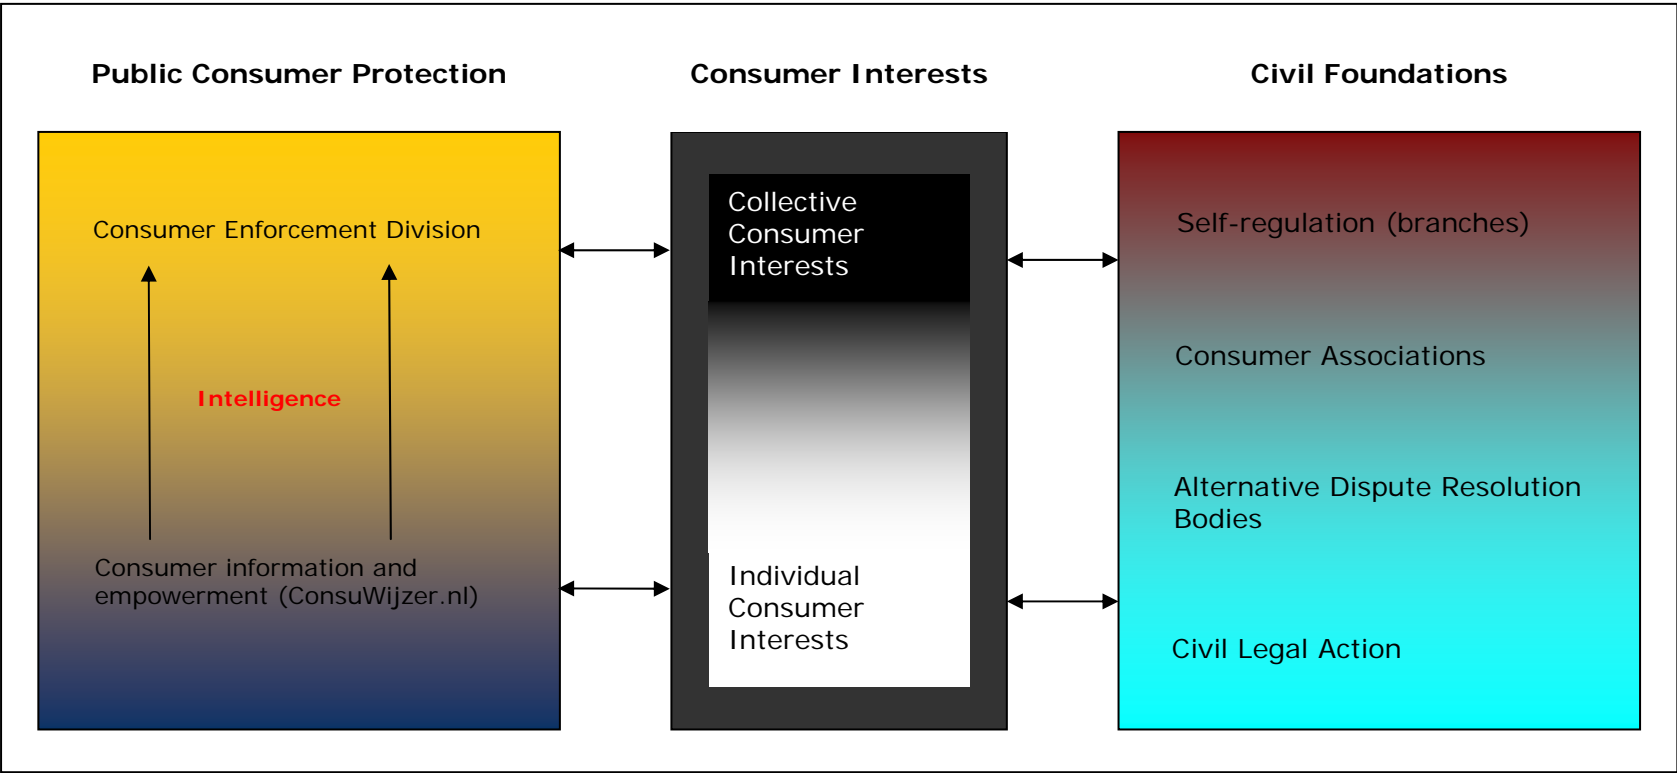 Public Consumer Protection
Consumer Interests
Civil Foundations
Consumer Enforcement Division
Intelligence
Consumer information and
empowerment (ConsuWijzer.nl)
Collective
Consumer
Interests
Individual
Consumer
Interests
Self-regulation (branches)
Consumer Associations
Alternative Dispute Resolution
Bodies
Civil Legal Action